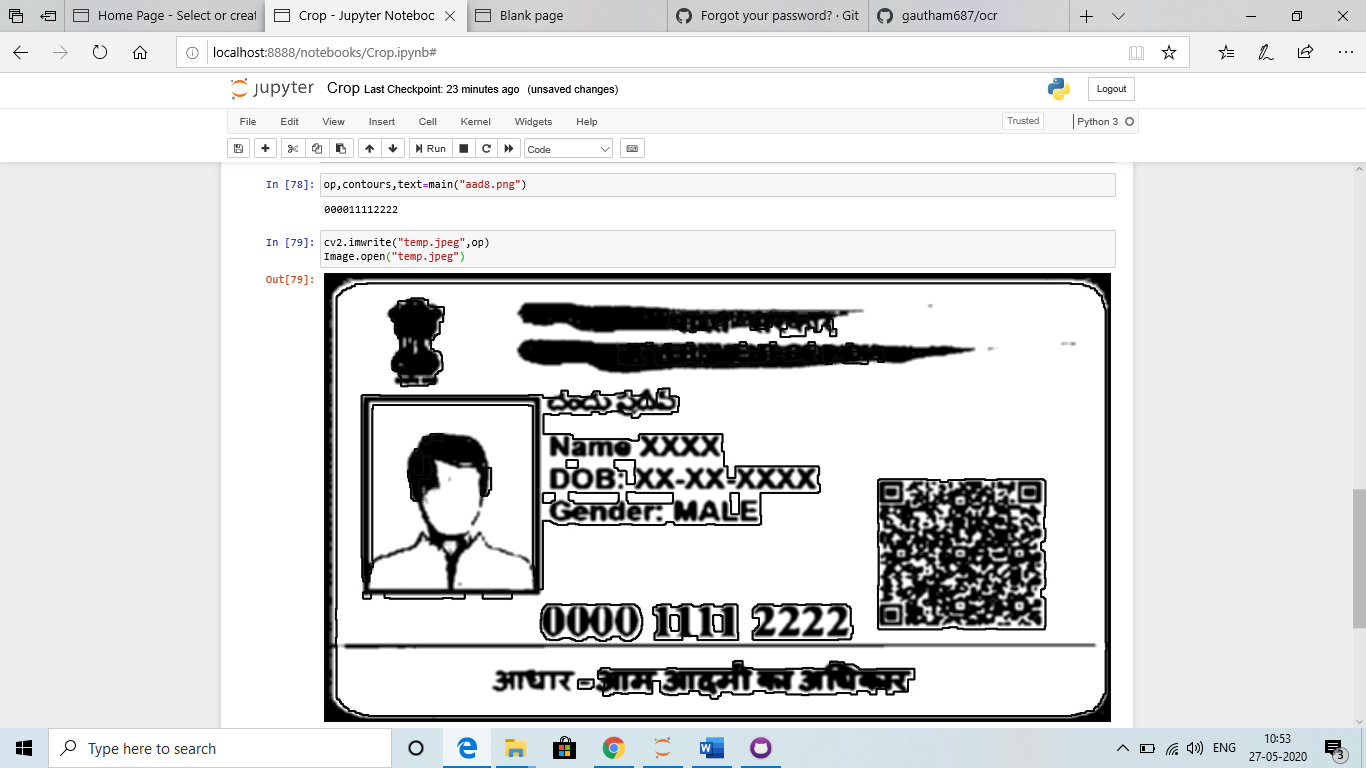 Home Page - Select or creat
Crop - Jupyter Noteboc
Blank page
Forgot your password? · Git
gautham687/ocr
localhost:8888/notebooks/Crop.ipynb#
jupyter Crop Last Checkpoint: 23 minutes ago (unsaved changes)
Logout
File Edit View Insert Cell Kernel Widgets Help
Trusted
Python 3
Run
Code
In [78]: op,contours,text=main("aad8.png")
000011112222
In [79]: cv2.imwrite("temp.jpeg",op)
Image.open("temp.jpeg")
Out[79]:
Name XXXX
DOB: XX-XX-XXXX
Gender: MALE
0000 1111 2222
आधार - आम आदमी का अधिकार
Type here to search
ENG
10:53
27-05-2020
3